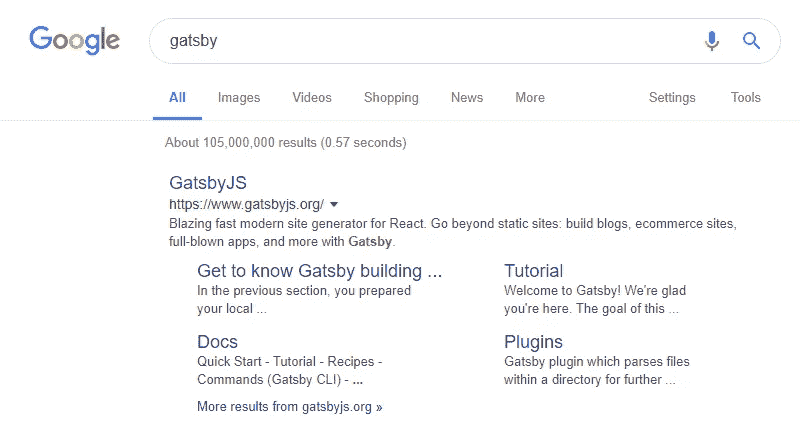 Google
gatsby
All Images Videos Shopping News More Settings Tools
About 105,000,000 results (0.57 seconds)
GatsbyJS
https://www.gatsbyjs.org/
Blazing fast modern site generator for React. Go beyond static sites: build blogs, ecommerce sites,
full-blown apps, and more with Gatsby.
Get to know Gatsby building ...
In the previous section, you prepared
your local ...
Tutorial
Welcome to Gatsby! We're glad
you're here. The goal of this ...
Docs
Quick Start - Tutorial - Recipes -
Commands (Gatsby CLI) - ...
Plugins
Gatsby plugin which parses files
within a directory for further ...
More results from gatsbyjs.org »